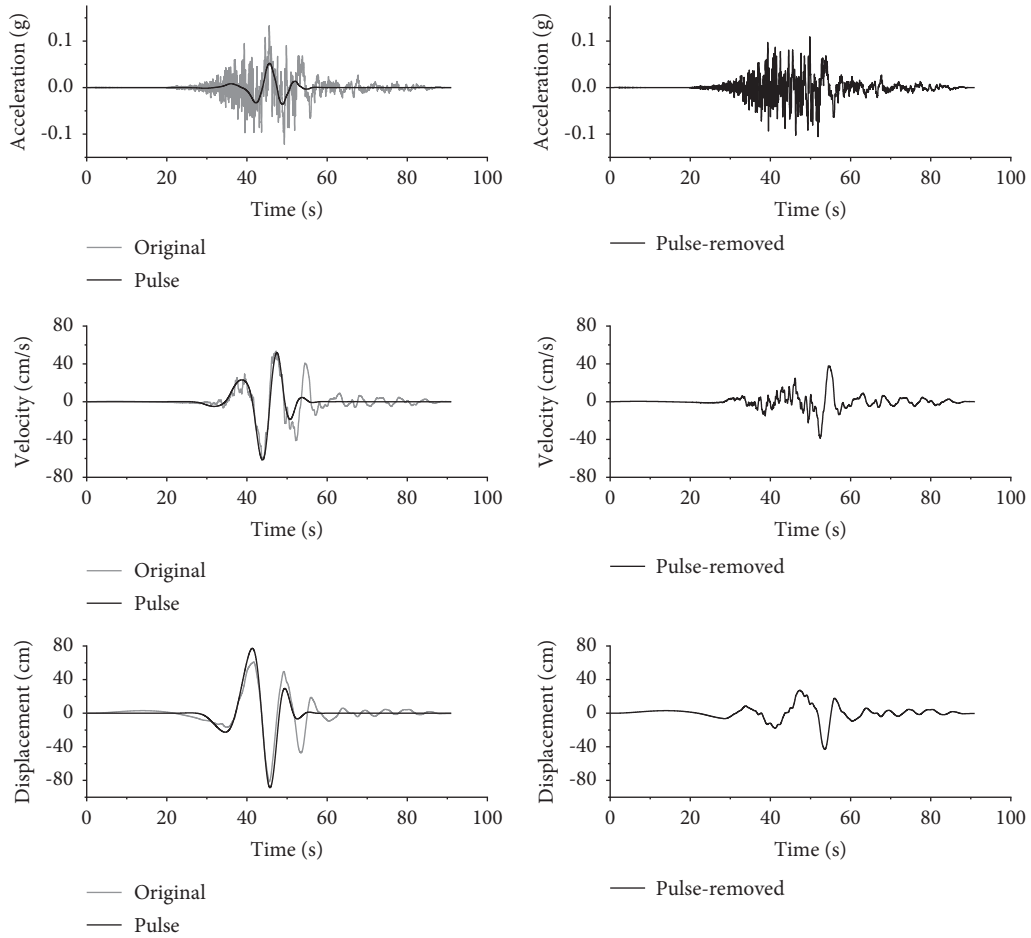 Acceleration (g)
0.1
0.0
-0.1
0 20 40 60 80 100
Time (s)
Original
Pulse
Acceleration (g)
0.1
0.0
-0.1
0 20 40 60 80 100
Time (s)
Pulse-removed
Velocity (cm/s)
80
40
0
-40
-80
0 20 40 60 80 100
Time (s)
Original
Pulse
Velocity (cm/s)
80
40
0
-40
-80
0 20 40 60 80 100
Time (s)
Pulse-removed
Displacement (cm)
80
40
0
-40
-80
0 20 40 60 80 100
Time (s)
Original
Pulse
Displacement (cm)
80
40
0
-40
-80
0 20 40 60 80 100
Time (s)
Pulse-removed